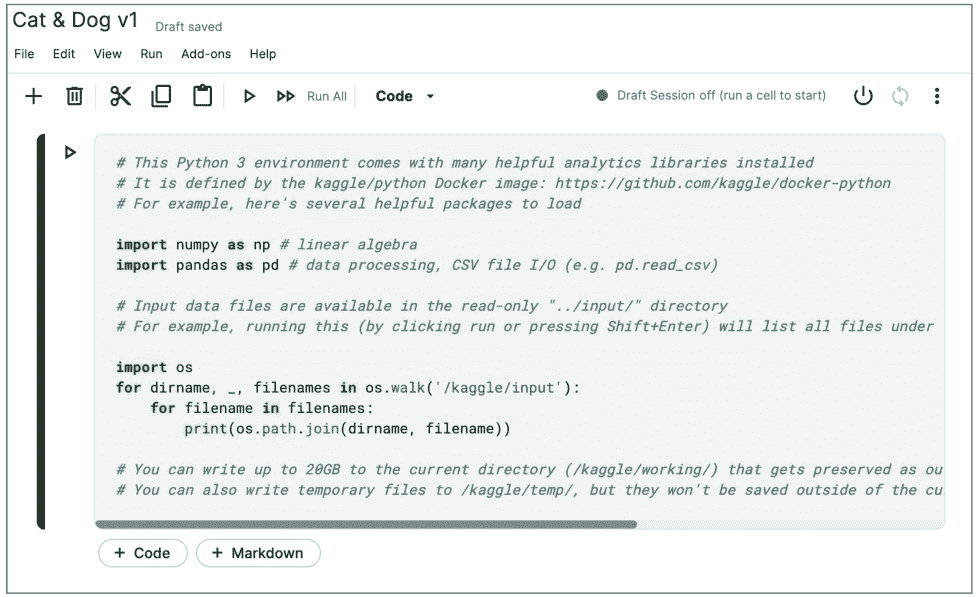 Cat & Dog v1 Draft saved
File Edit View Run Add-ons Help
Run All Code Draft Session off (run a cell to start)
# This Python 3 environment comes with many helpful analytics libraries installed
# It is defined by the kaggle/python Docker image: https://github.com/kaggle/docker-python
# For example, here's several helpful packages to load
import numpy as np # linear algebra
import pandas as pd # data processing, CSV file I/O (e.g. pd.read_csv)
# Input data files are available in the read-only "../input/" directory
# For example, running this (by clicking run or pressing Shift+Enter) will list all files under
import os
for dirname, _, filenames in os.walk('/kaggle/input'):
    for filename in filenames:
        print(os.path.join(dirname, filename))
# You can write up to 20GB to the current directory (/kaggle/working/) that gets preserved as ou
# You can also write temporary files to /kaggle/temp/, but they won't be saved outside of the cu
+ Code + Markdown